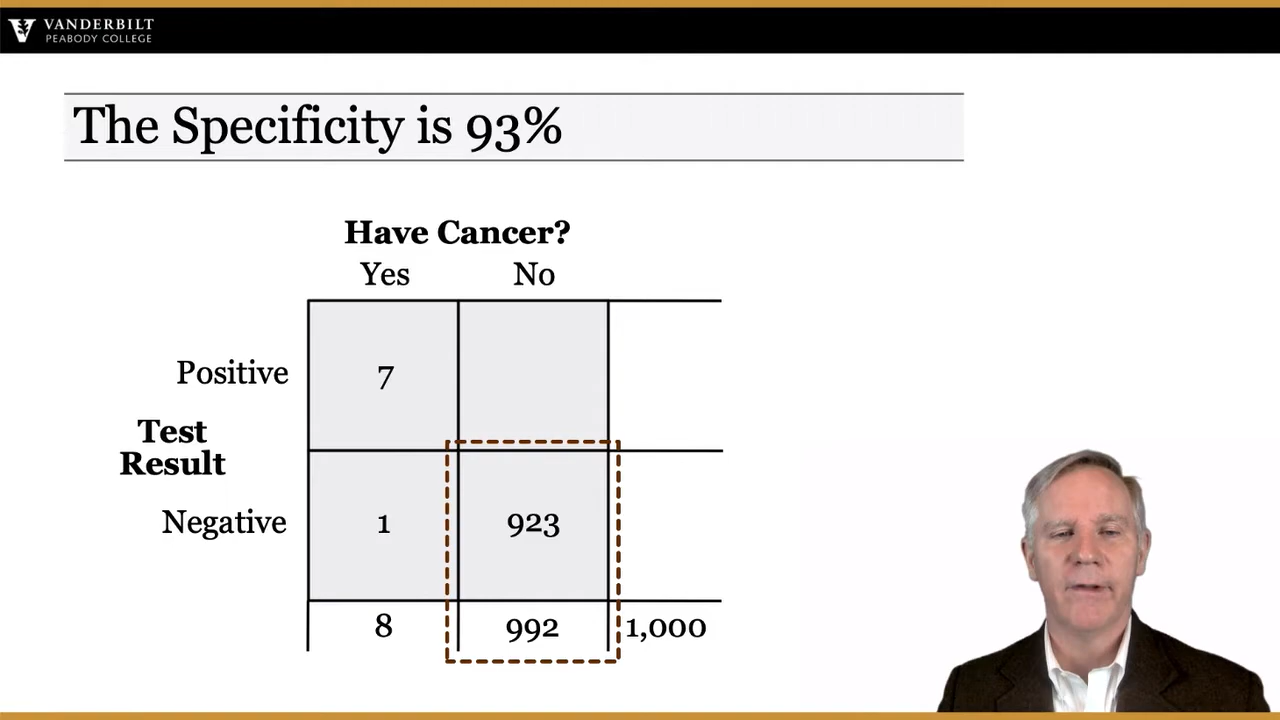 VANDERBILT
PEABODY COLLEGE
The Specificity is 93%
Have Cancer?
Yes No
Positive 7
Test
Result
Negative 1 923
8 992 1,000